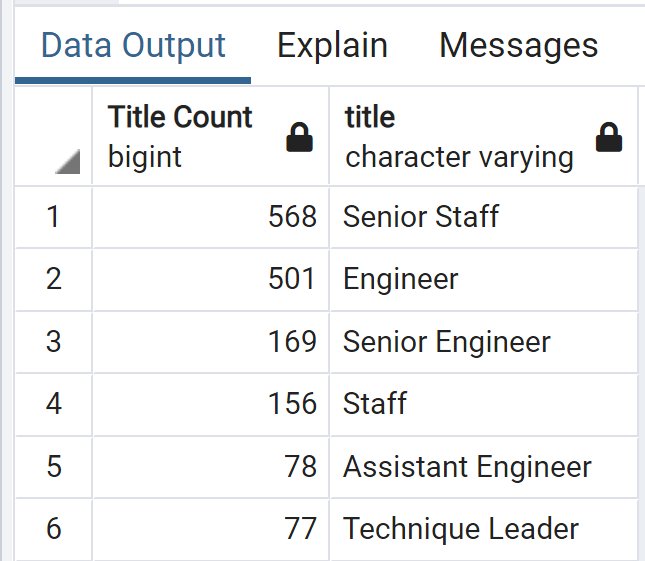 Data Output Explain Messages
Title Count title
bigint character varying
1 568 Senior Staff
2 501 Engineer
3 169 Senior Engineer
4 156 Staff
5 78 Assistant Engineer
6 77 Technique Leader